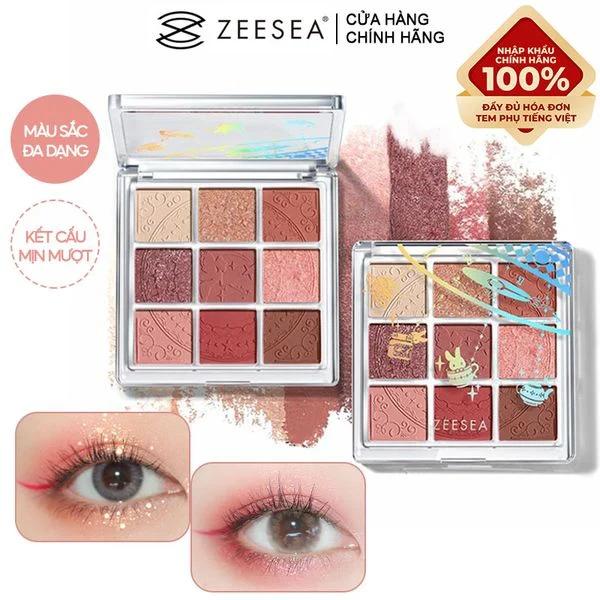 ZEESEA®
CỬA HÀNG
CHÍNH HÃNG
NHẬP KHẨU
CHÍNH HÃNG
100%
ĐẦY ĐỦ HÓA ĐƠN
TEM PHỤ TIẾNG VIỆT
MÀU SẮC
ĐA DẠNG
KẾT CẤU
MỊN MƯỢT
ZEESEA